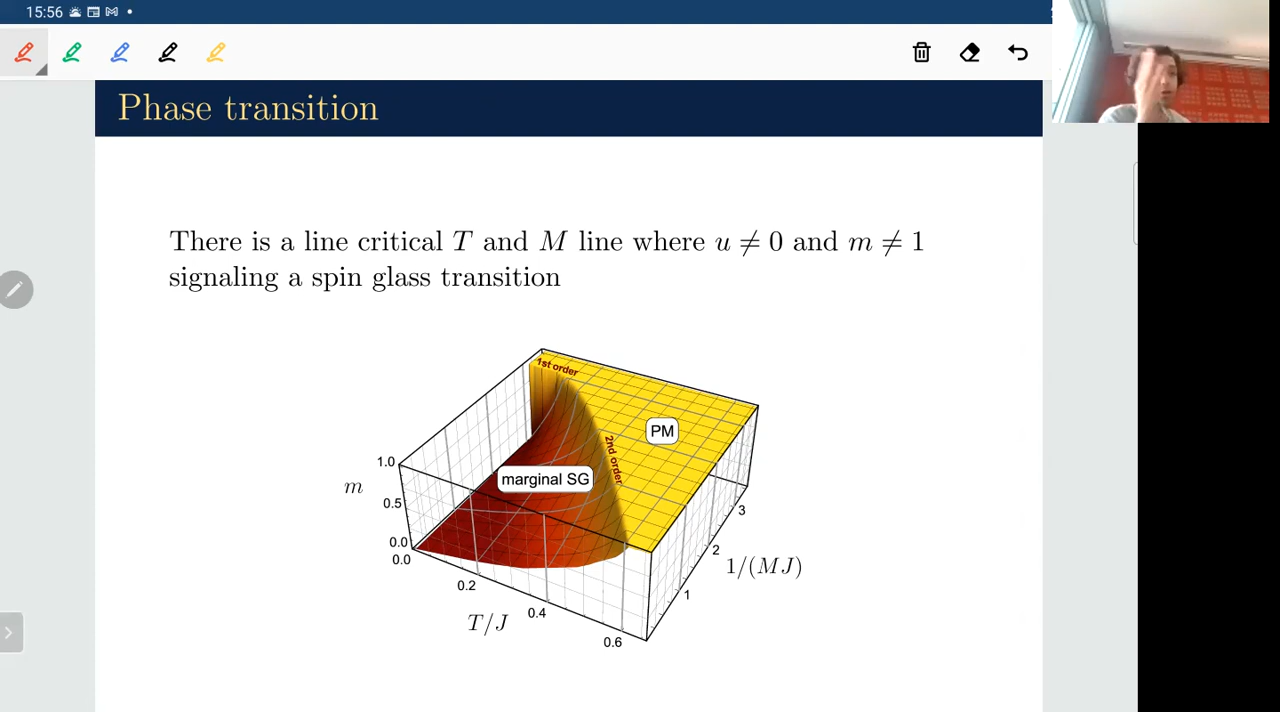 15:56
Phase transition
There is a line critical T and M line where u ≠ 0 and m ≠ 1
signaling a spin glass transition
1st order
PM
2nd order
marginal SG
m
1.0
0.5
0.0
0.0
0.2
0.4
0.6
T/J
1
2
3
1/(MJ)